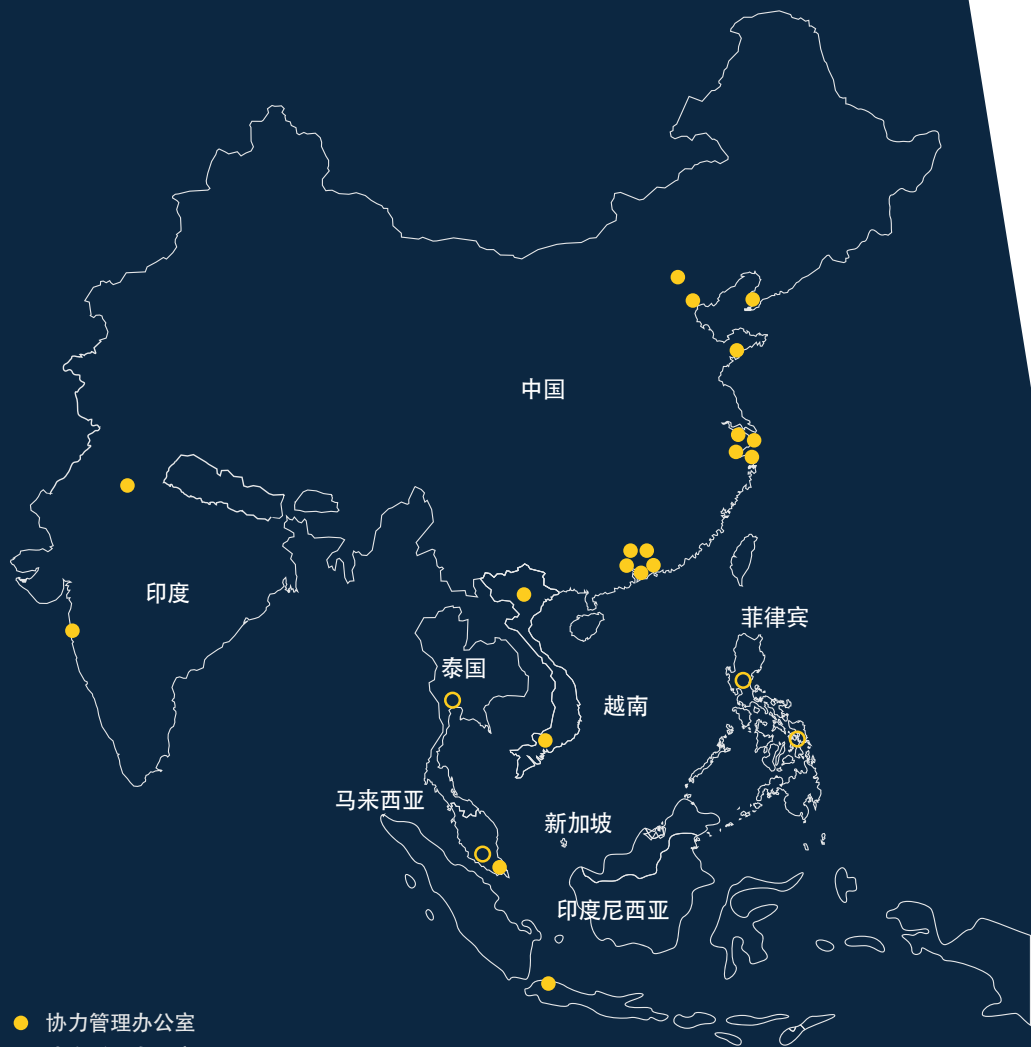 中国
印度
菲律宾
泰国
越南
马来西亚
新加坡
印度尼西亚
协力管理办公室